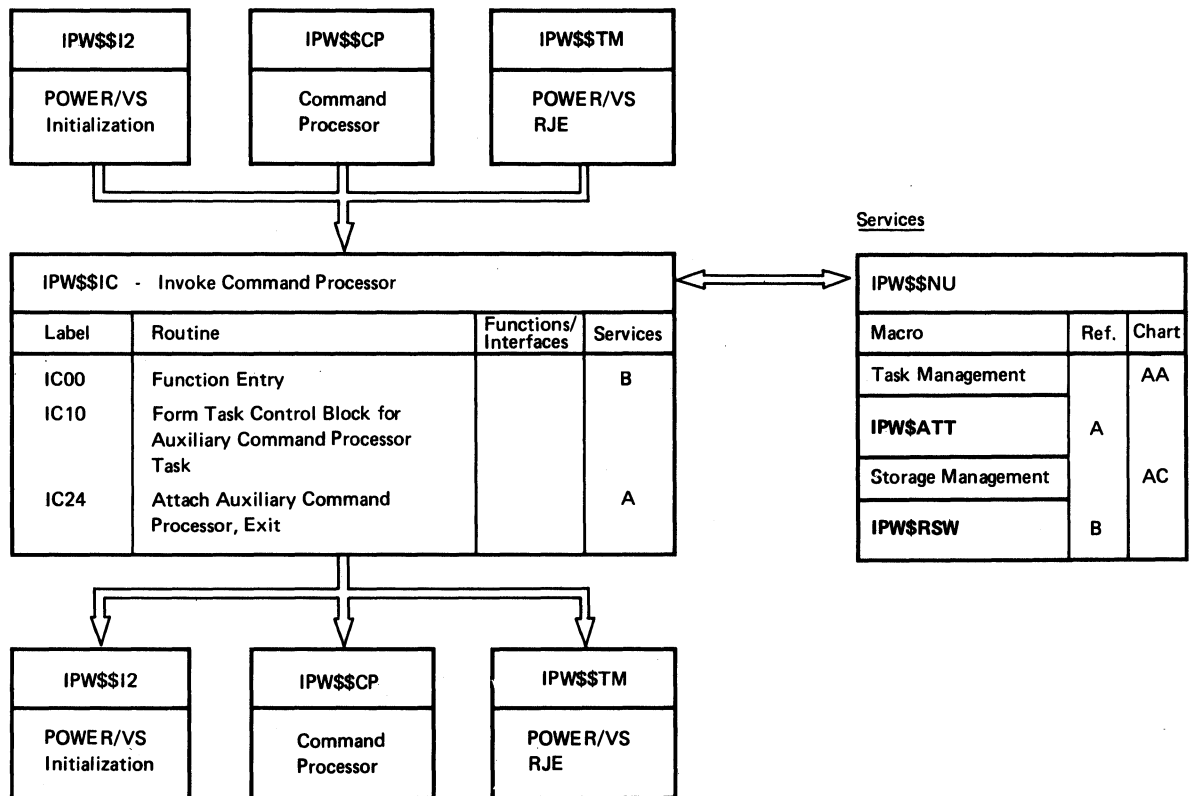 IPW$$I2
POWER/VS
Initialization
IPW$$CP
Command
Processor
IPW$$TM
POWER/VS
RJE
Services
IPW$$IC - Invoke Command Processor
Label Routine Functions/
Interfaces Services
IC00 Function Entry B
IC10 Form Task Control Block for
Auxiliary Command Processor
Task
IC24 Attach Auxiliary Command A
Processor, Exit
IPW$$NU
Macro Ref. Chart
Task Management AA
IPW$ATT A
Storage Management AC
IPW$RSW B
IPW$$I2
POWER/VS
Initialization
IPW$$CP
Command
Processor
IPW$$TM
POWER/VS
RJE